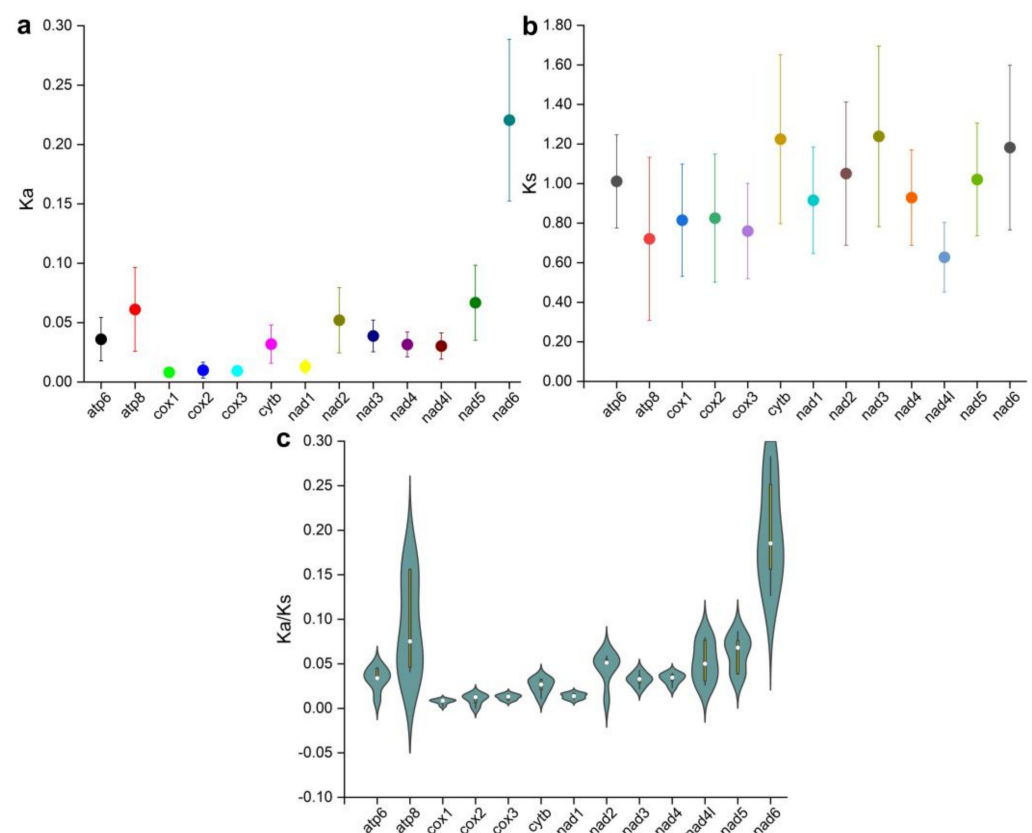 a
Ka
0.30
0.25
0.20
0.15
0.10
0.05
0.00
atp6 atp8 cox1 cox2 cox3 cytb nad1 nad2 nad3 nad4 nad4l nad5 nad6
b
Ks
1.80
1.60
1.40
1.20
1.00
0.80
0.60
0.40
0.20
0.00
atp6 atp8 cox1 cox2 cox3 cytb nad1 nad2 nad3 nad4 nad4l nad5 nad6
c
Ka/Ks
0.30
0.25
0.20
0.15
0.10
0.05
0.00
-0.05
-0.10
atp6 atp8 cox1 cox2 cox3 cytb nad1 nad2 nad3 nad4 nad4l nad5 nad6